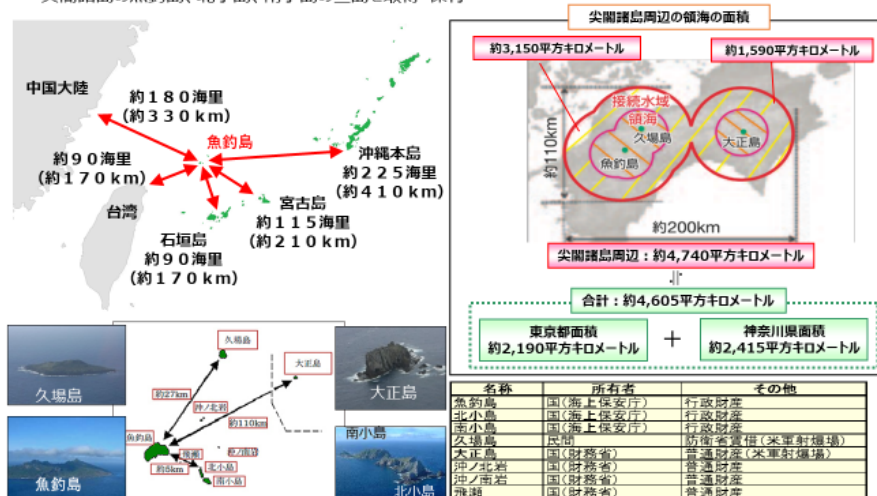 尖閣諸島周辺の領海の面積
中国大陸
約180海里
(約330km)
魚釣島
約90海里
(約170km)
台湾
沖縄本島
約225海里
(約410km)
宮古島
約115海里
(約210km)
石垣島
約90海里
(約170km)
約3,150平方キロメートル
約1,590平方キロメートル
接続水域
領海
久場島
魚釣島
大正島
約110km
約200km
尖閣諸島周辺：約4,740平方キロメートル
合計：約4,605平方キロメートル
東京都面積
約2,190平方キロメートル
＋
神奈川県面積
約2,415平方キロメートル
久場島
魚釣島
久場島
大正島
約27km
沖ノ北岩
約110km
魚釣島
飛瀬
沖ノ南岩
約5km
北小島
南小島
大正島
南小島
北小島
名称 所有者 その他
魚釣島 国(海上保安庁) 行政財産
北小島 国(海上保安庁) 行政財産
南小島 国(海上保安庁) 行政財産
久場島 民間 防衛省賃借(米軍射爆場)
大正島 国(財務省) 普通財産(米軍射爆場)
沖ノ北岩 国(財務省) 普通財産
沖ノ南岩 国(財務省) 普通財産
飛瀬 国(財務省) 普通財産